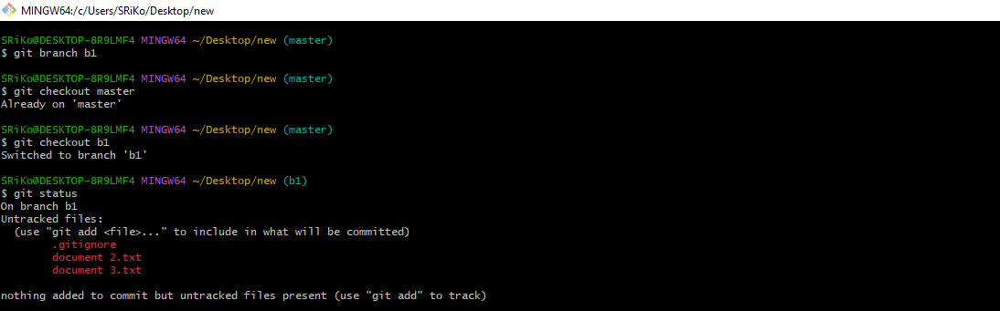 MINGW64:/c/Users/SRiKo/Desktop/new
SRiKo@DESKTOP-8R9LMF4 MINGW64 ~/Desktop/new (master)
$ git branch b1
SRiKo@DESKTOP-8R9LMF4 MINGW64 ~/Desktop/new (master)
$ git checkout master
Already on 'master'
SRiKo@DESKTOP-8R9LMF4 MINGW64 ~/Desktop/new (master)
$ git checkout b1
Switched to branch 'b1'
SRiKo@DESKTOP-8R9LMF4 MINGW64 ~/Desktop/new (b1)
$ git status
On branch b1
Untracked files:
  (use "git add <file>..." to include in what will be committed)
        .gitignore
        document 2.txt
        document 3.txt
nothing added to commit but untracked files present (use "git add" to track)